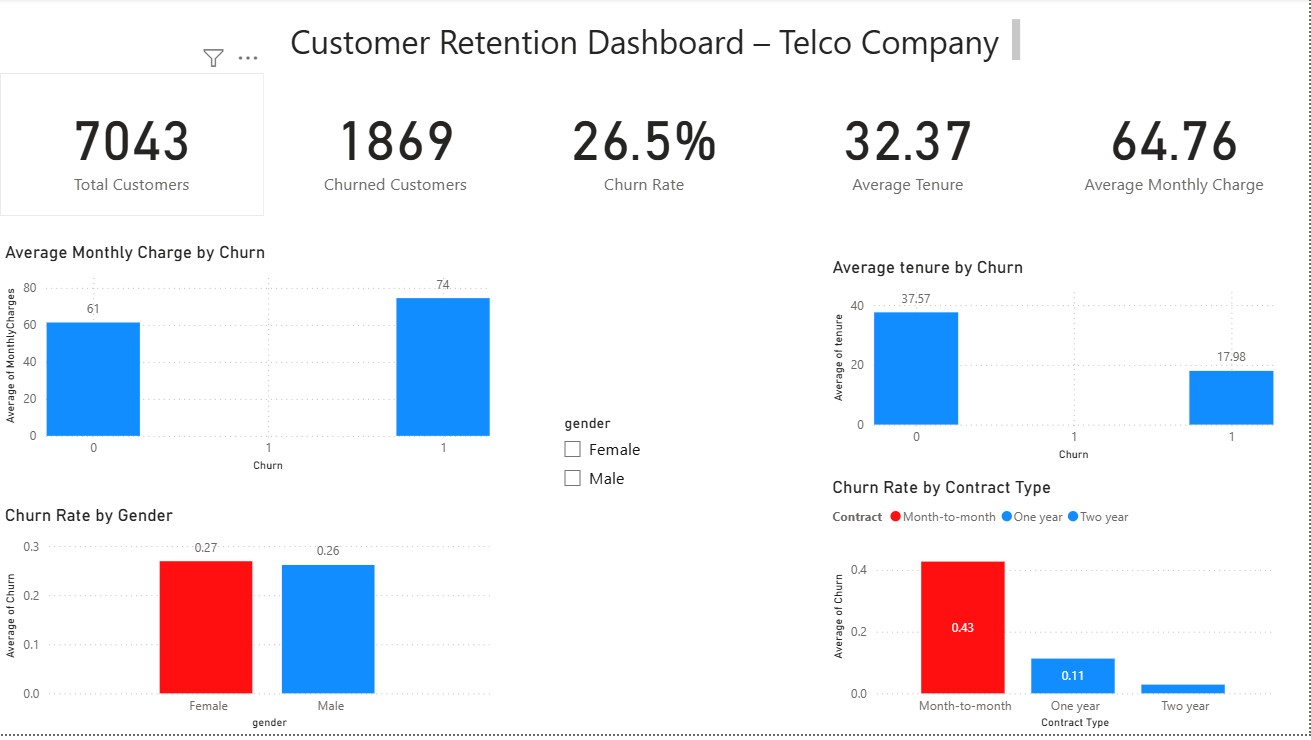 Customer Retention Dashboard – Telco Company
7043
Total Customers
1869
Churned Customers
26.5%
Churn Rate
32.37
Average Tenure
64.76
Average Monthly Charge
Average Monthly Charge by Churn
Average of MonthlyCharges
80
60
40
20
0
61
74
0
1
1
Churn
gender
Female
Male
Average tenure by Churn
Average of tenure
40
20
0
37.57
17.98
0
1
1
Churn
Churn Rate by Gender
Average of Churn
0.3
0.2
0.1
0.0
0.27
0.26
Female
Male
gender
Churn Rate by Contract Type
Contract Month-to-month One year Two year
Average of Churn
0.4
0.2
0.0
0.43
0.11
Month-to-month
One year
Two year
Contract Type